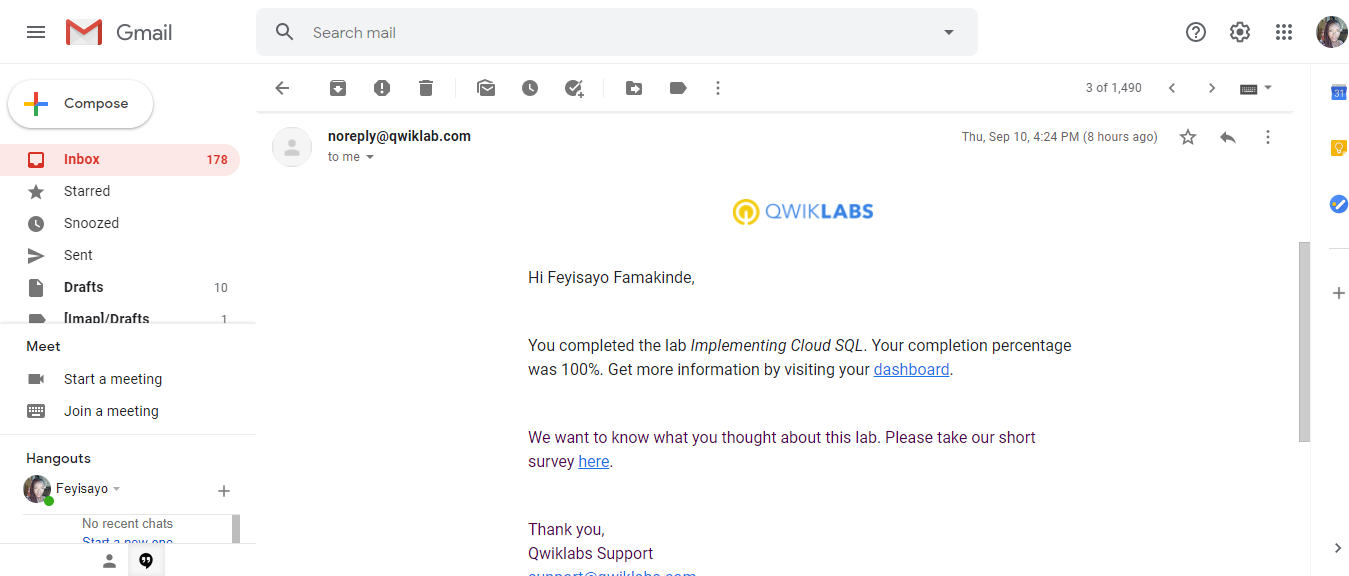 Gmail
Search mail
Compose
3 of 1,490
31
Inbox 178
Starred
Snoozed
Sent
Drafts 10
[Imap]/Drafts 1
Meet
Start a meeting
Join a meeting
Hangouts
Feyisayo
No recent chats
Start a new one
noreply@qwiklab.com
to me
Thu, Sep 10, 4:24 PM (8 hours ago)
QWIKLABS
Hi Feyisayo Famakinde,
You completed the lab Implementing Cloud SQL. Your completion percentage
was 100%. Get more information by visiting your dashboard.
We want to know what you thought about this lab. Please take our short
survey here.
Thank you,
Qwiklabs Support
support@qwiklabs.com